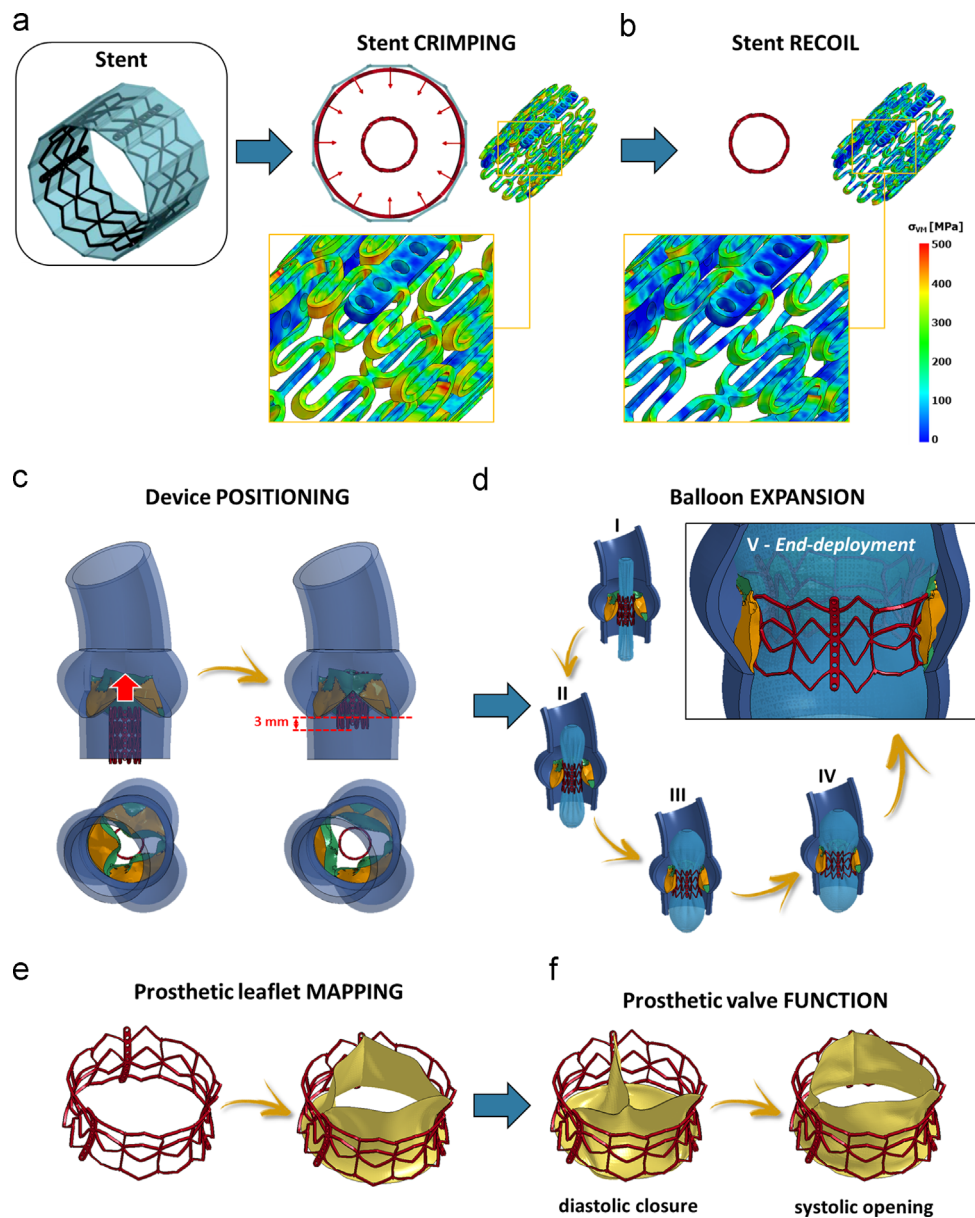 a
Stent
Stent CRIMPING
b
Stent RECOIL
σVM [MPa]
500
400
300
200
100
0
c
Device POSITIONING
3 mm
d
Balloon EXPANSION
I
II
III
IV
V - End-deployment
e
Prosthetic leaflet MAPPING
f
Prosthetic valve FUNCTION
diastolic closure
systolic opening